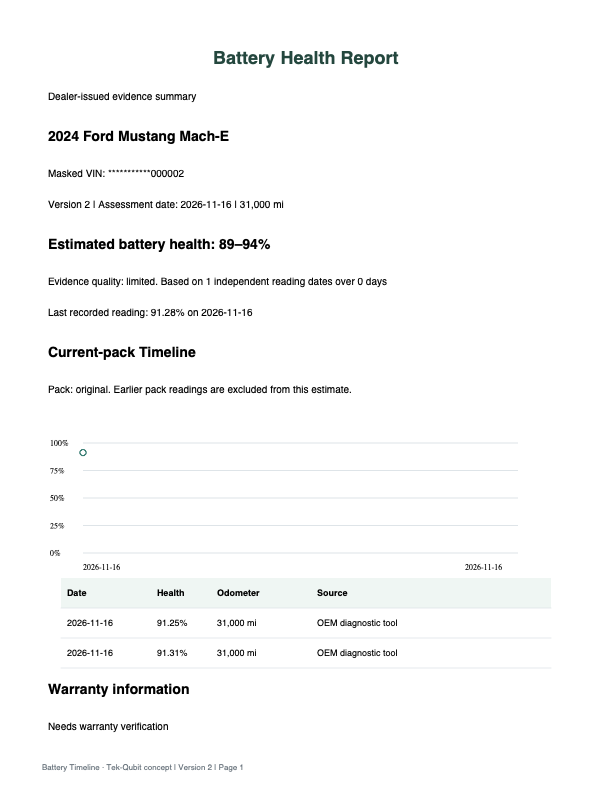 Battery Health Report
Dealer-issued evidence summary
2024 Ford Mustang Mach-E
Masked VIN: ***********000002
Version 2 | Assessment date: 2026-11-16 | 31,000 mi
Estimated battery health: 89–94%
Evidence quality: limited. Based on 1 independent reading dates over 0 days
Last recorded reading: 91.28% on 2026-11-16
Current-pack Timeline
Pack: original. Earlier pack readings are excluded from this estimate.
100%
75%
50%
25%
0%
2026-11-16 2026-11-16
Date Health Odometer Source
2026-11-16 91.25% 31,000 mi OEM diagnostic tool
2026-11-16 91.31% 31,000 mi OEM diagnostic tool
Warranty information
Needs warranty verification
Battery Timeline · Tek-Qubit concept | Version 2 | Page 1